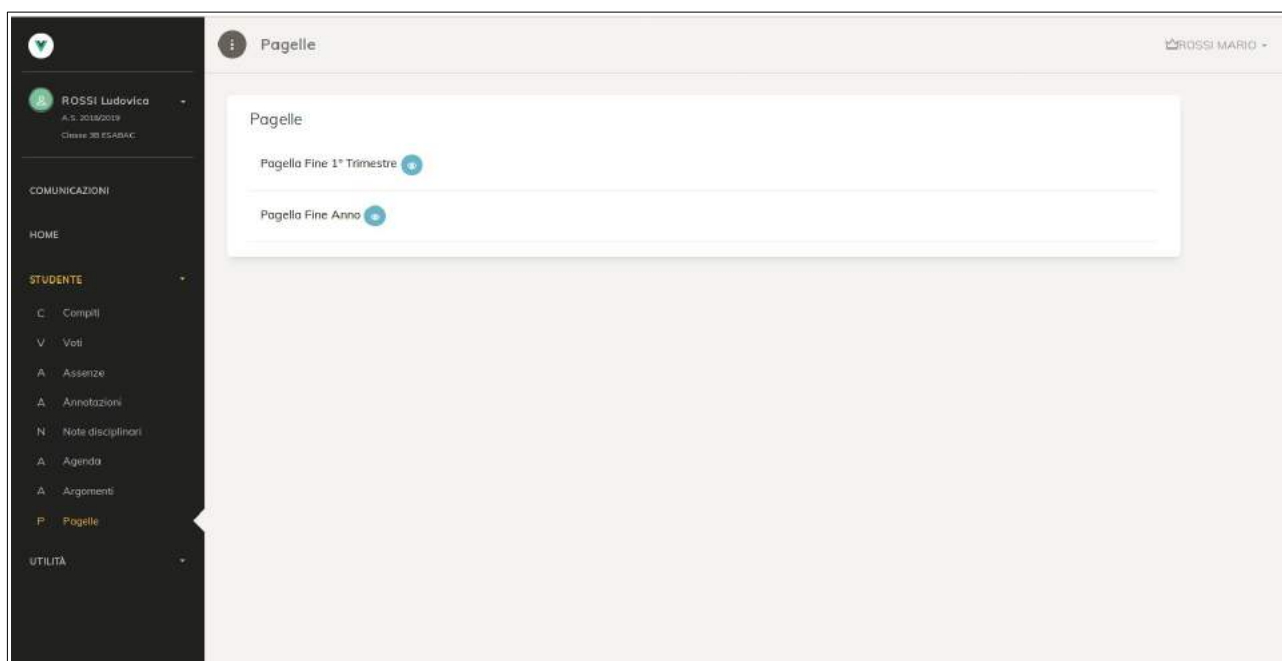 Pagelle
ROSSI MARIO
ROSSI Ludovica
A.S. 2018/2019
Classe 3B ESABAC
COMUNICAZIONI
HOME
STUDENTE
C Compiti
V Voti
A Assenze
A Annotazioni
N Note disciplinari
A Agenda
A Argomenti
P Pagelle
UTILITÀ
Pagelle
Pagella Fine 1° Trimestre
Pagella Fine Anno